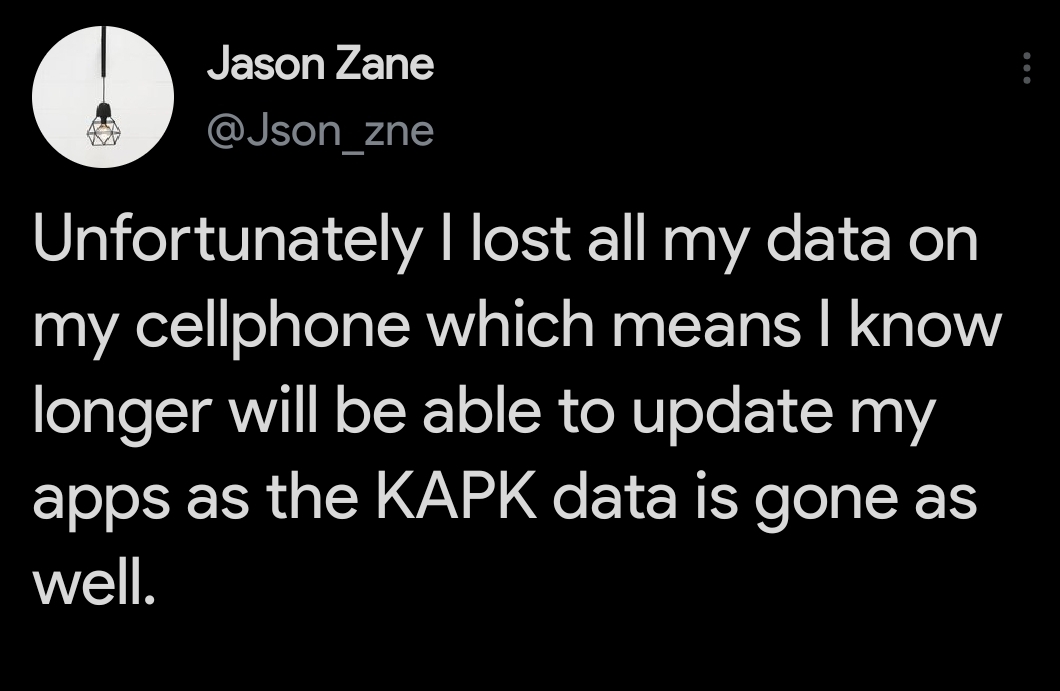 Jason Zane
@Json_zne
Unfortunately I lost all my data on
my cellphone which means I know
longer will be able to update my
apps as the KAPK data is gone as
well.